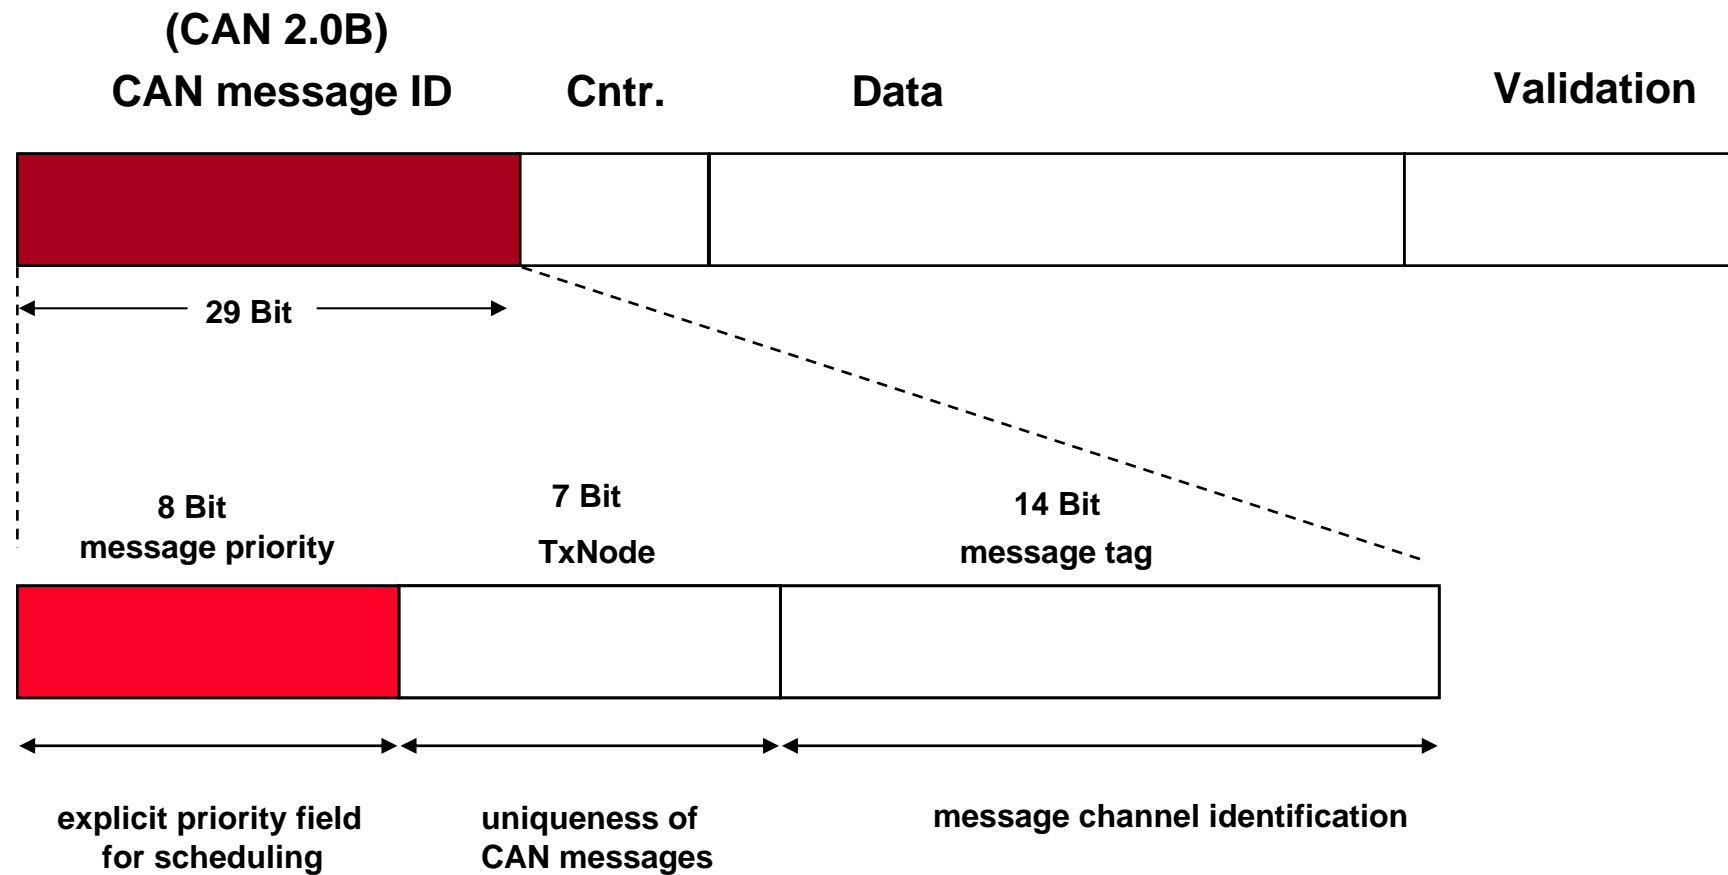 (CAN 2.0B)
CAN message ID
Cntr.
Data
Validation
29 Bit
8 Bit
message priority
7 Bit
TxNode
14 Bit
message tag
explicit priority field
for scheduling
uniqueness of
CAN messages
message channel identification